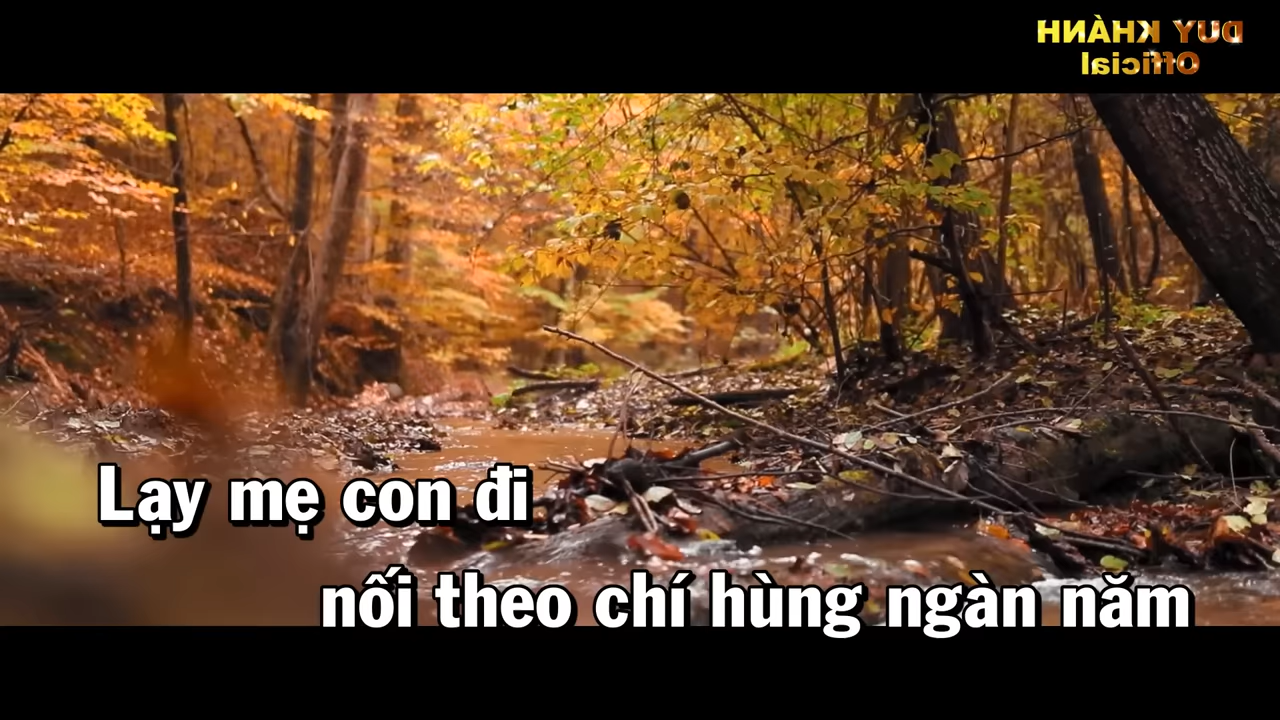 DUY KHÁNH
Official
Lạy mẹ con đi
nối theo chí hùng ngàn năm